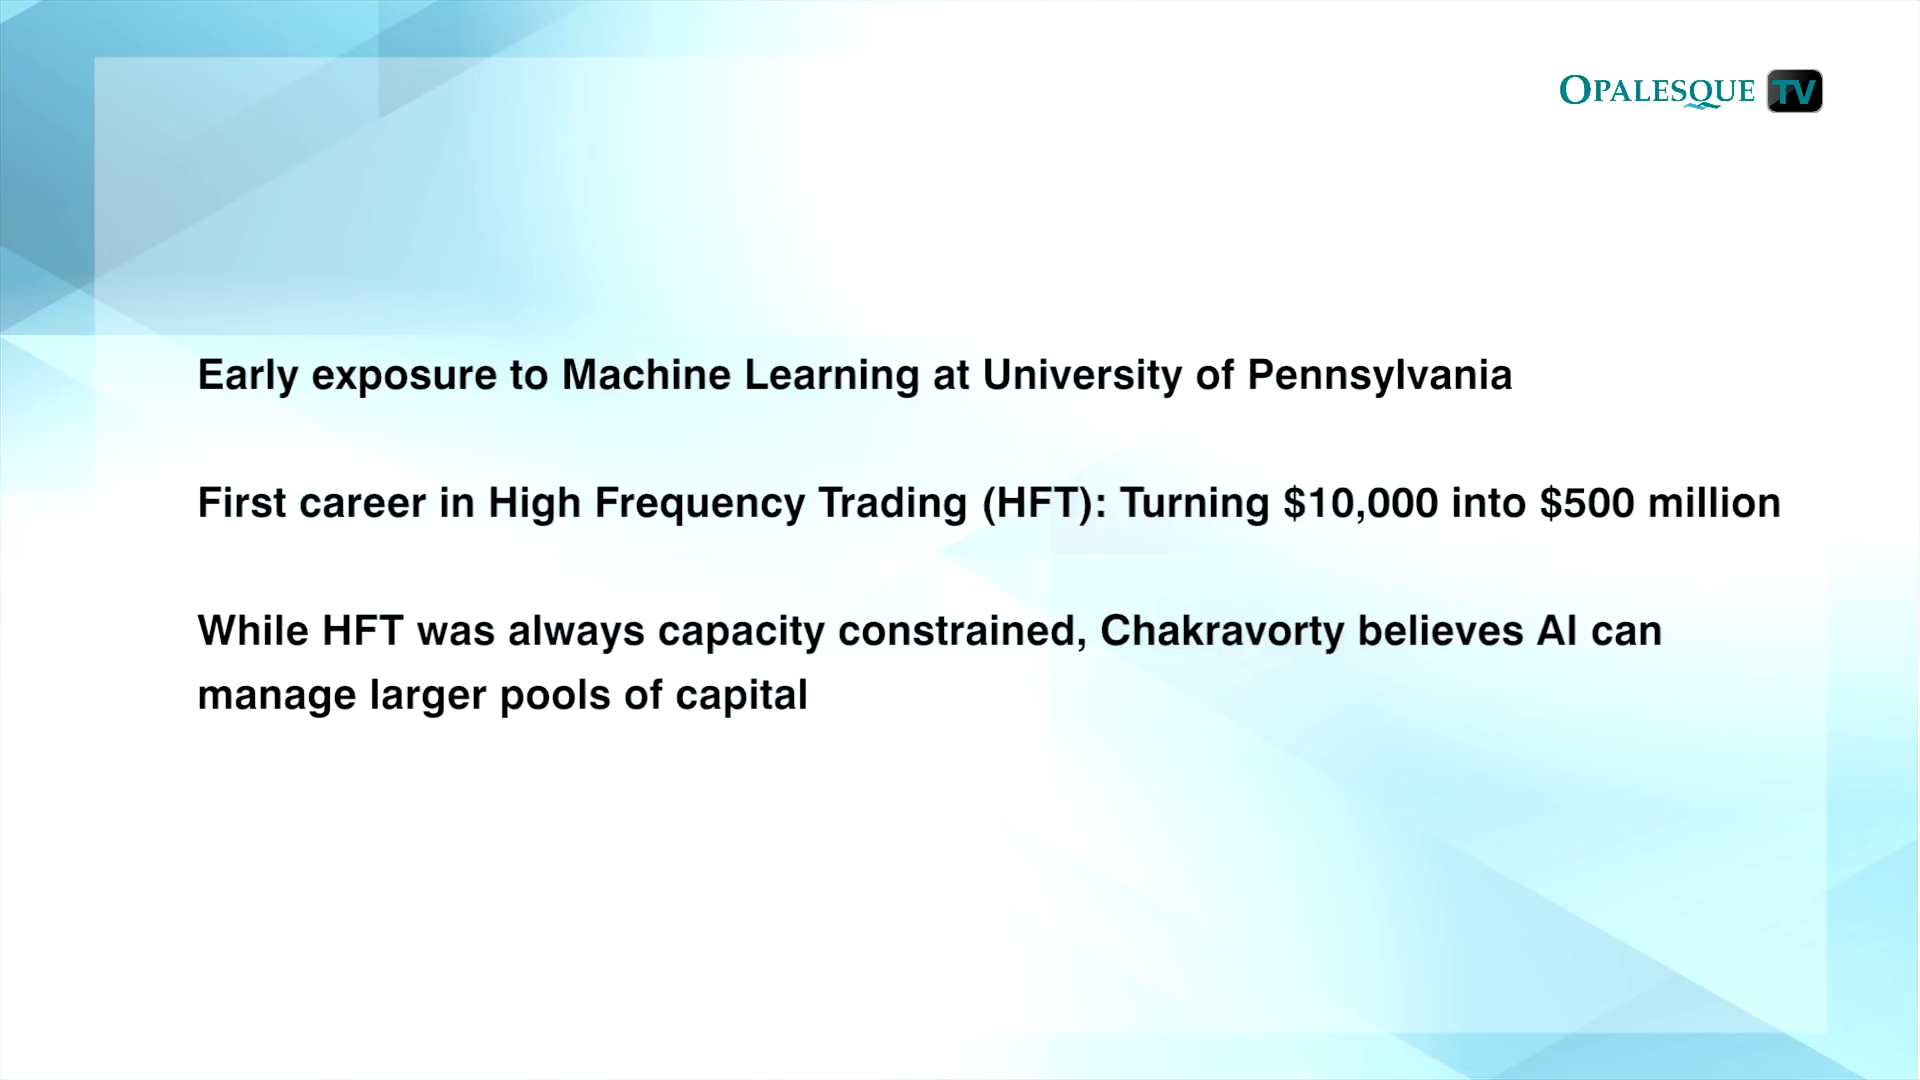 OPALESQUE TV
Early exposure to Machine Learning at University of Pennsylvania
First career in High Frequency Trading (HFT): Turning $10,000 into $500 million
While HFT was always capacity constrained, Chakravorty believes AI can
manage larger pools of capital